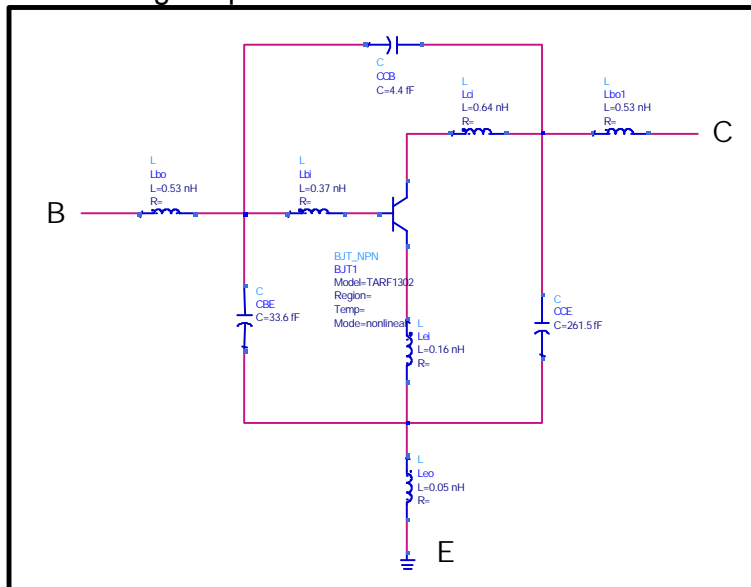 C
CCB
C=4.4 fF
L
Lci
L=0.64 nH
R=
L
Lbo1
L=0.53 nH
R=
C
L
Lbo
L=0.53 nH
R=
L
Lbi
L=0.37 nH
R=
B
BJT_NPN
BJT1
Model=TARF1302
Region=
Temp=
Mode=nonlinear
C
CBE
C=33.6 fF
L
Lei
L=0.16 nH
R=
C
CCE
C=261.5 fF
L
Leo
L=0.05 nH
R=
E